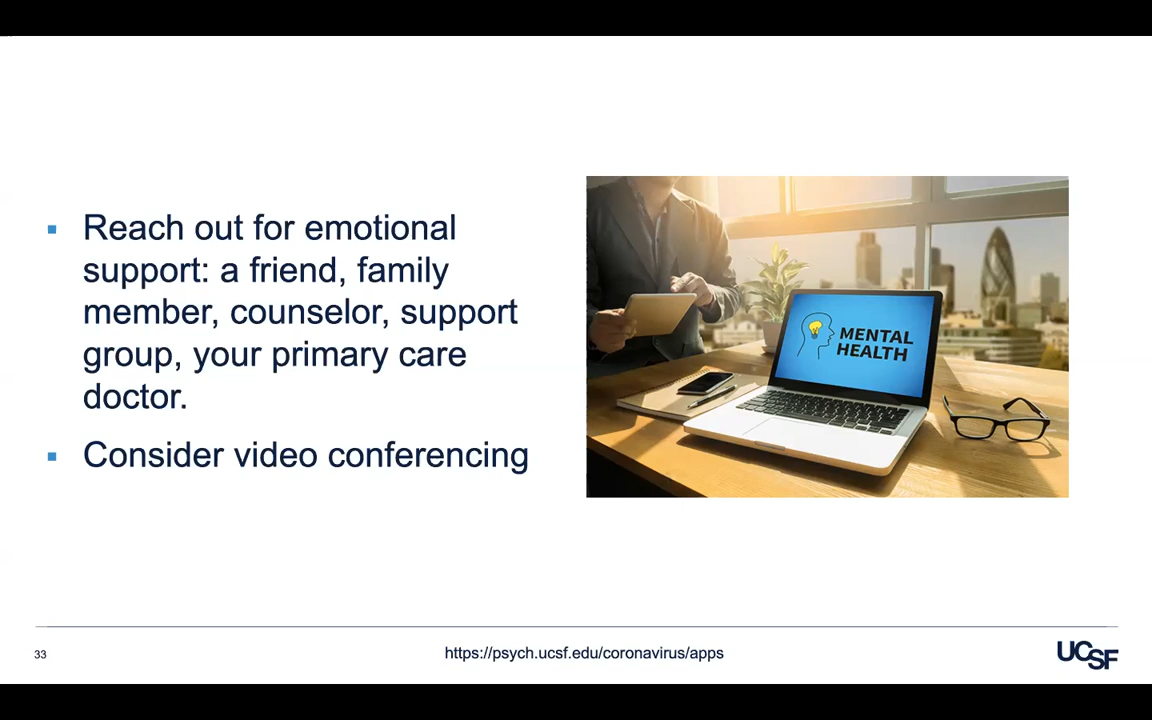 Reach out for emotional
support: a friend, family
member, counselor, support
group, your primary care
doctor.
Consider video conferencing
MENTAL
HEALTH
33
https://psych.ucsf.edu/coronavirus/apps
UCSF